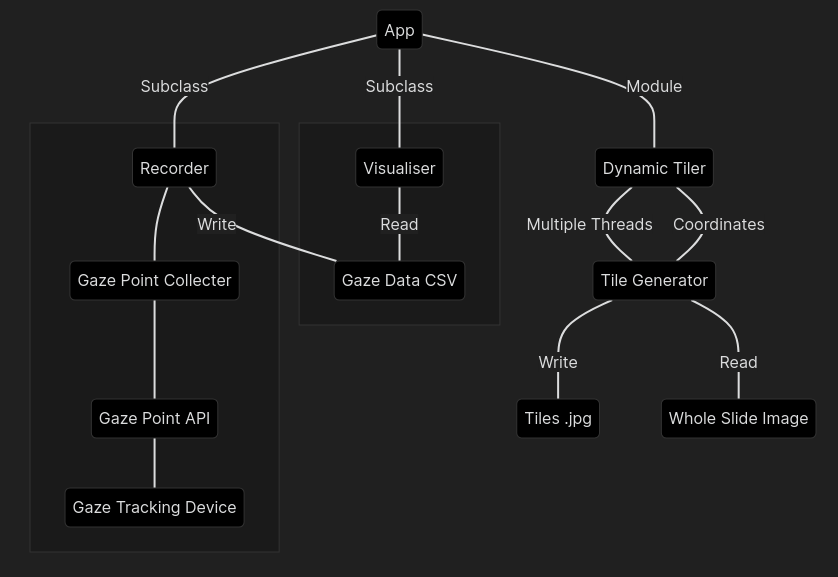 App
Subclass
Subclass
Module
Recorder
Visualiser
Dynamic Tiler
Write
Read
Multiple Threads
Coordinates
Gaze Point Collecter
Gaze Data CSV
Tile Generator
Write
Read
Gaze Point API
Tiles .jpg
Whole Slide Image
Gaze Tracking Device